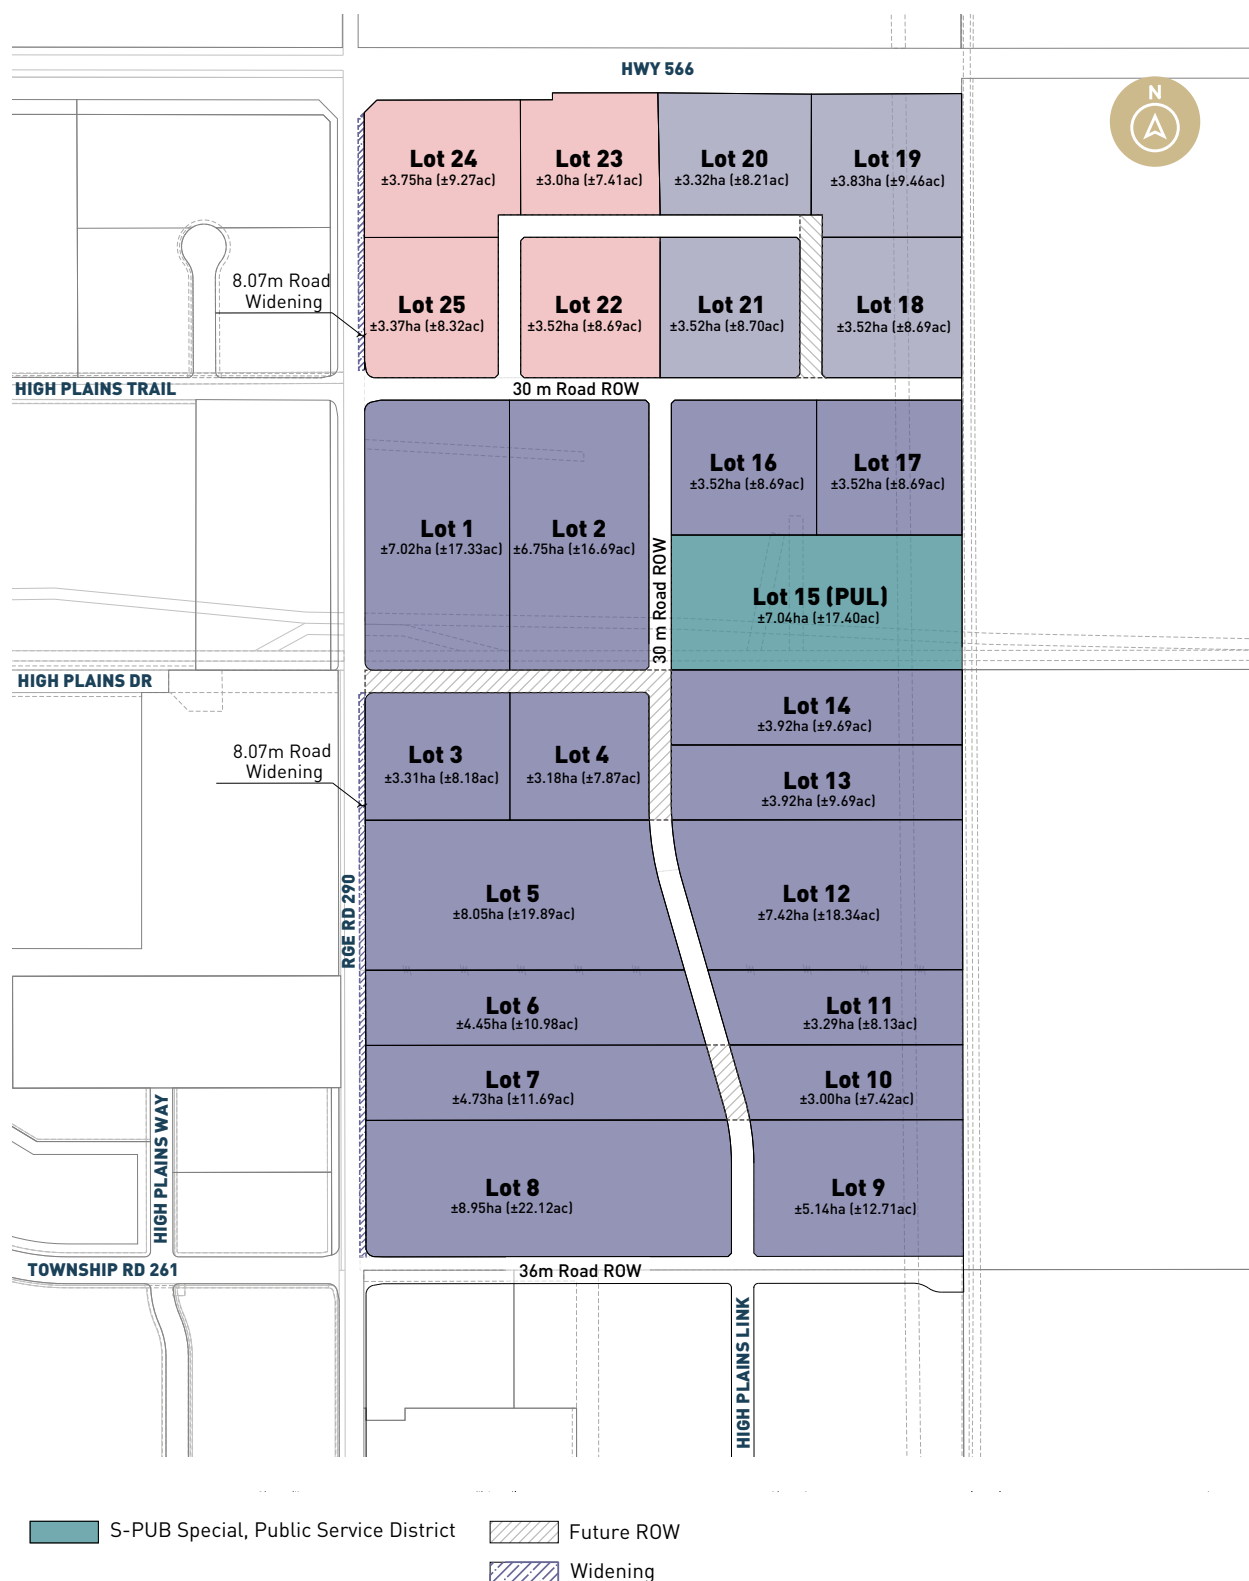 HWY 566
N
Lot 24
±3.75ha (±9.27ac)
Lot 23
±3.0ha (±7.41ac)
Lot 20
±3.32ha (±8.21ac)
Lot 19
±3.83ha (±9.46ac)
8.07m Road
Widening
Lot 25
±3.37ha (±8.32ac)
Lot 22
±3.52ha (±8.69ac)
Lot 21
±3.52ha (±8.70ac)
Lot 18
±3.52ha (±8.69ac)
HIGH PLAINS TRAIL
30 m Road ROW
Lot 16
±3.52ha (±8.69ac)
Lot 17
±3.52ha (±8.69ac)
Lot 1
±7.02ha (±17.33ac)
Lot 2
±6.75ha (±16.69ac)
30 m Road ROW
Lot 15 (PUL)
±7.04ha (±17.40ac)
HIGH PLAINS DR
Lot 14
±3.92ha (±9.69ac)
8.07m Road
Widening
Lot 3
±3.31ha (±8.18ac)
Lot 4
±3.18ha (±7.87ac)
Lot 13
±3.92ha (±9.69ac)
RGE RD 290
Lot 5
±8.05ha (±19.89ac)
Lot 12
±7.42ha (±18.34ac)
Lot 6
±4.45ha (±10.98ac)
Lot 11
±3.29ha (±8.13ac)
Lot 7
±4.73ha (±11.69ac)
Lot 10
±3.00ha (±7.42ac)
HIGH PLAINS WAY
Lot 8
±8.95ha (±22.12ac)
Lot 9
±5.14ha (±12.71ac)
TOWNSHIP RD 261
36m Road ROW
HIGH PLAINS LINK
S-PUB Special, Public Service District
Future ROW
Widening